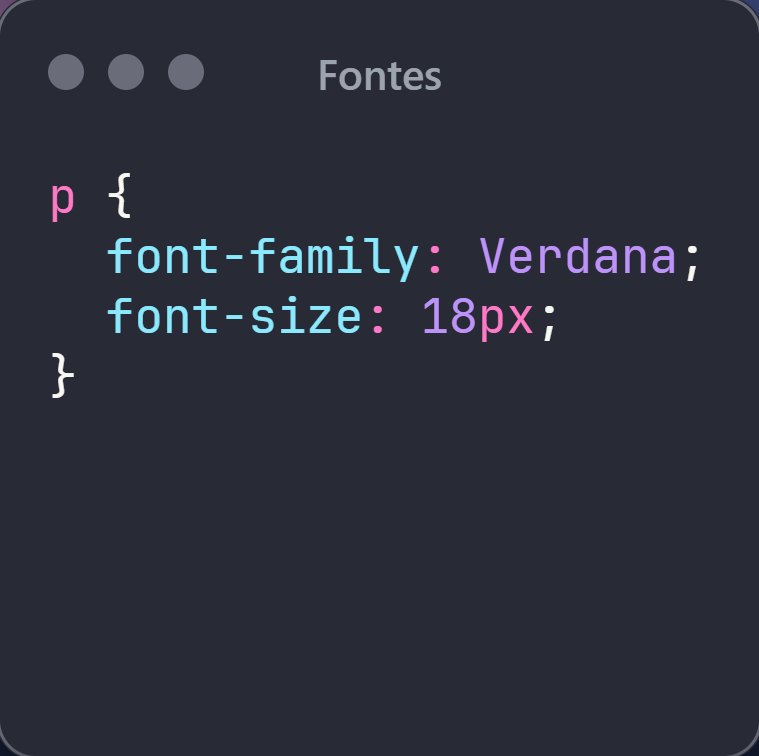 Fontes
p {
  font-family: Verdana;
  font-size: 18px;
}